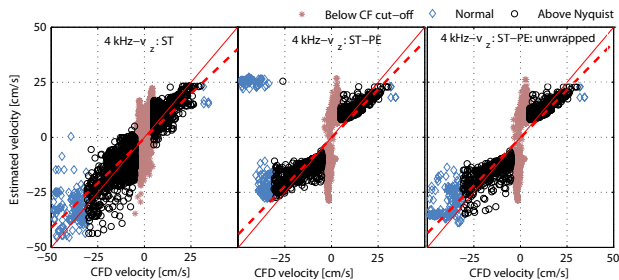 Below CF cut-off Normal Above Nyquist
4 kHz-v_z: ST
4 kHz-v_z: ST-PE
4 kHz-v_z: ST-PE: unwrapped
Estimated velocity [cm/s]
50
25
0
−25
−50
−50 −25 0 25
−25 0 25
−25 0 25 50
CFD velocity [cm/s] CFD velocity [cm/s] CFD velocity [cm/s]